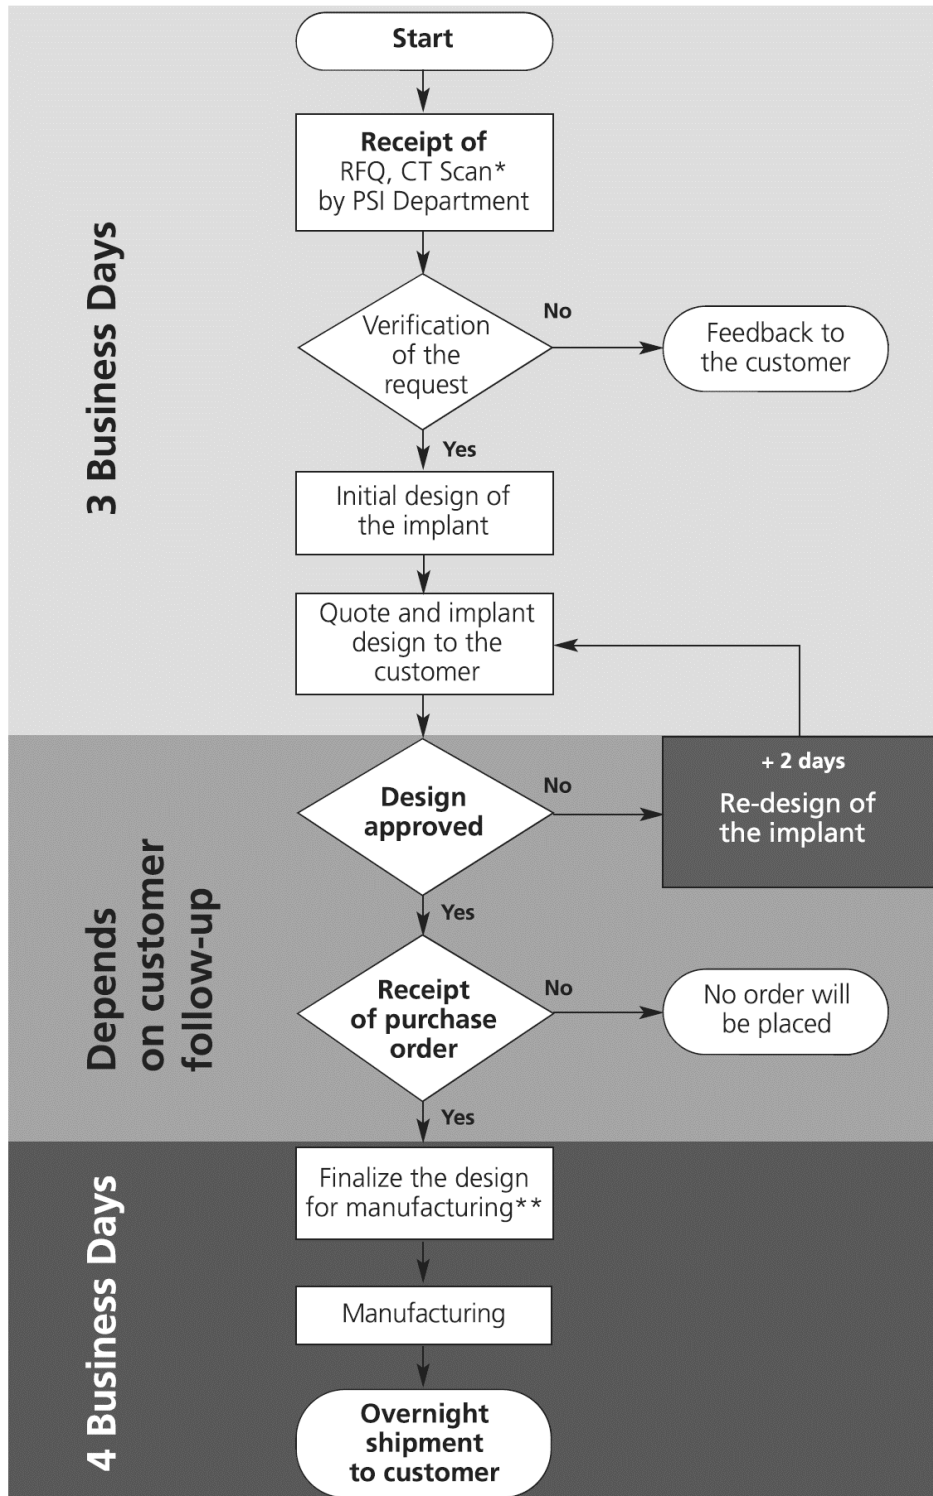 Start
Receipt of
RFQ, CT Scan*
by PSI Department
3 Business Days
Verification
of the
request
No
Feedback to
the customer
Yes
Initial design of
the implant
Quote and implant
design to the
customer
Depends
on customer
follow-up
Design
approved
No
+ 2 days
Re-design of
the implant
Yes
Receipt
of purchase
order
No
No order will
be placed
Yes
4 Business Days
Finalize the design
for manufacturing**
Manufacturing
Overnight
shipment
to customer